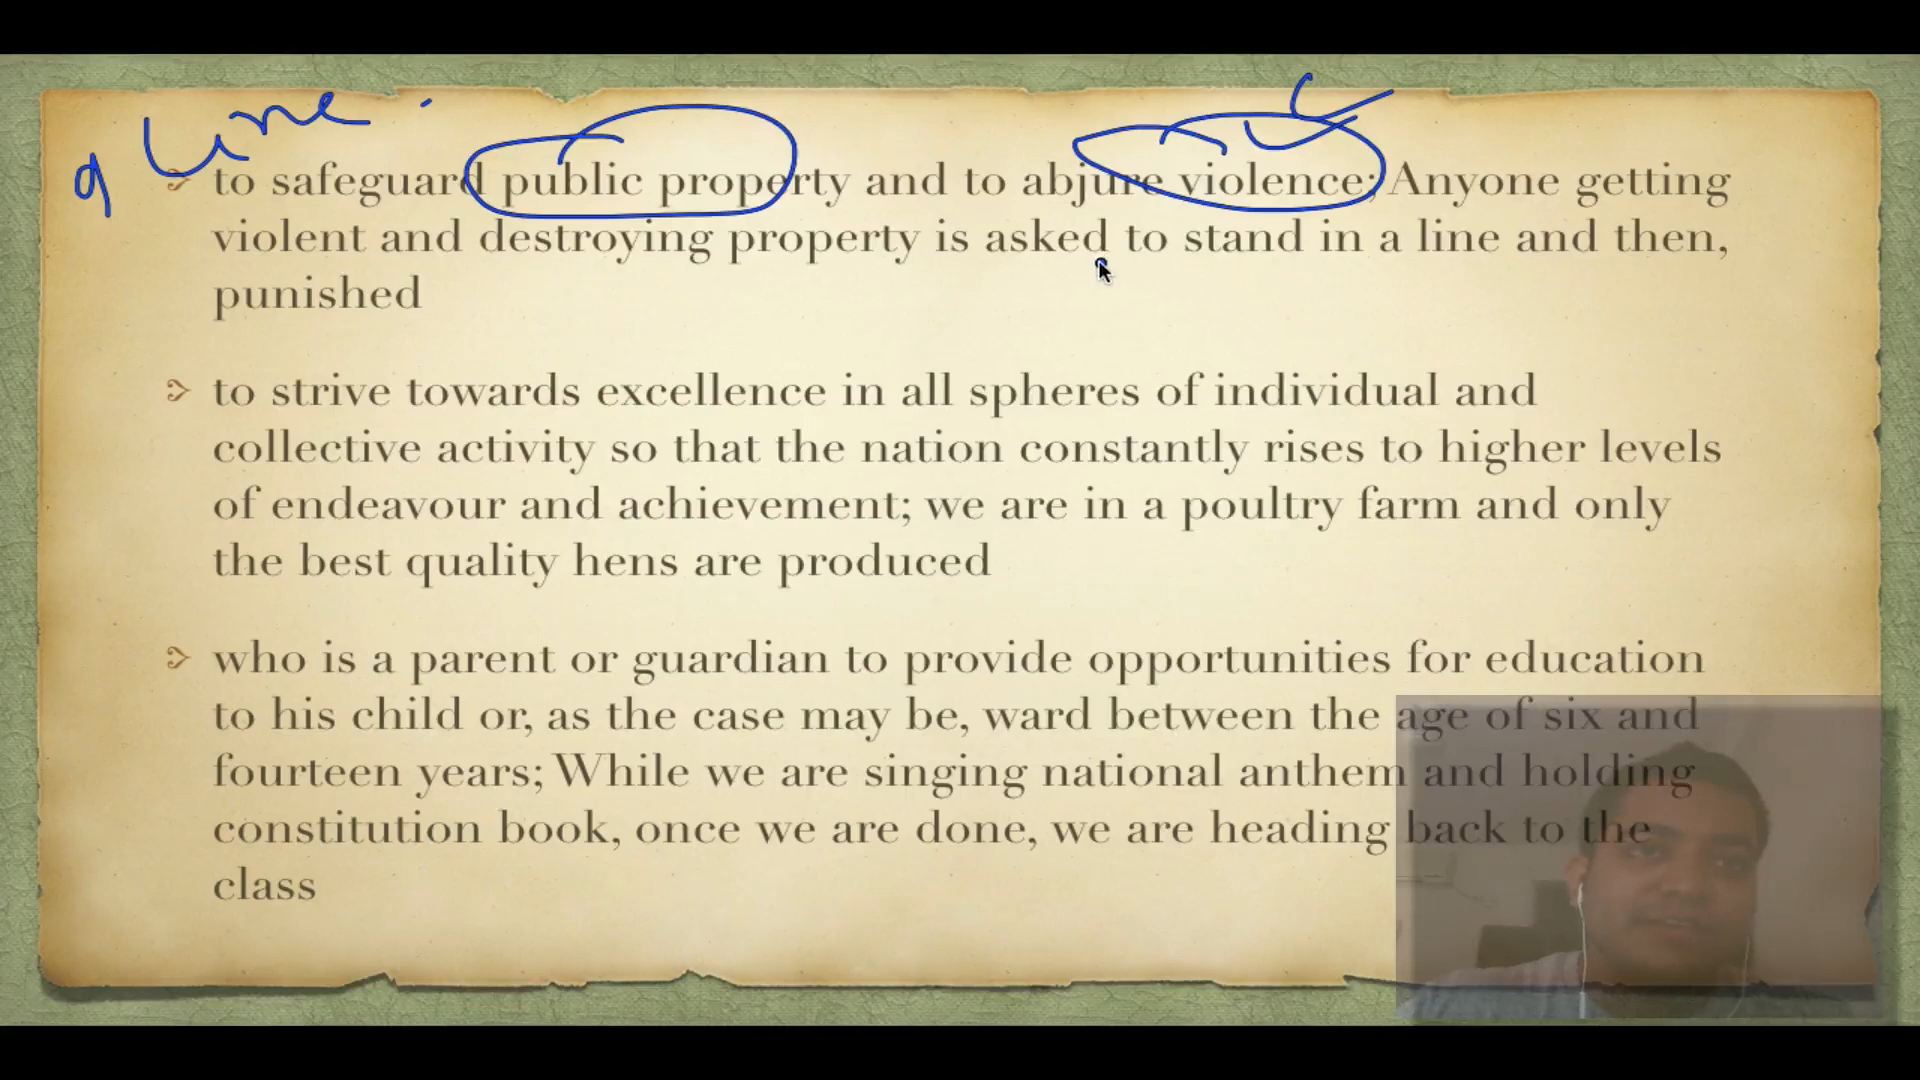 9 Line
to safeguard public property and to abjure violence; Anyone getting
violent and destroying property is asked to stand in a line and then,
punished
to strive towards excellence in all spheres of individual and
collective activity so that the nation constantly rises to higher levels
of endeavour and achievement; we are in a poultry farm and only
the best quality hens are produced
who is a parent or guardian to provide opportunities for education
to his child or, as the case may be, ward between the age of six and
fourteen years; While we are singing national anthem and holding
constitution book, once we are done, we are heading back to the
class